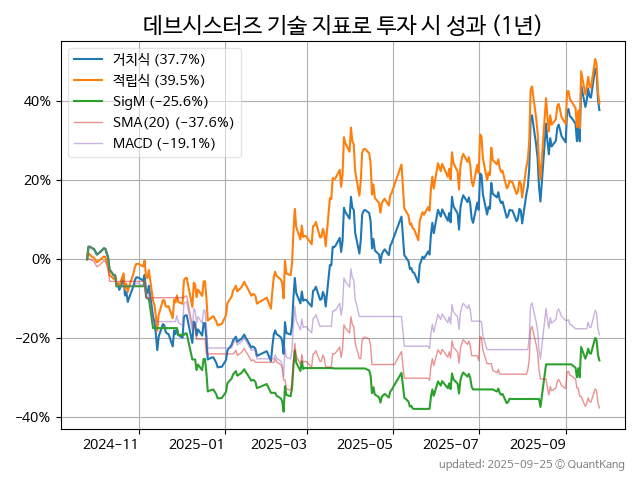 데브시스터즈 기술 지표로 투자 시 성과 (1년)
거치식 (37.7%)
적립식 (39.5%)
SigM (−25.6%)
SMA(20) (−37.6%)
MACD (−19.1%)
40%
20%
0%
−20%
−40%
2024-11 2025-01 2025-03 2025-05 2025-07 2025-09
updated: 2025-09-25 © QuantKang